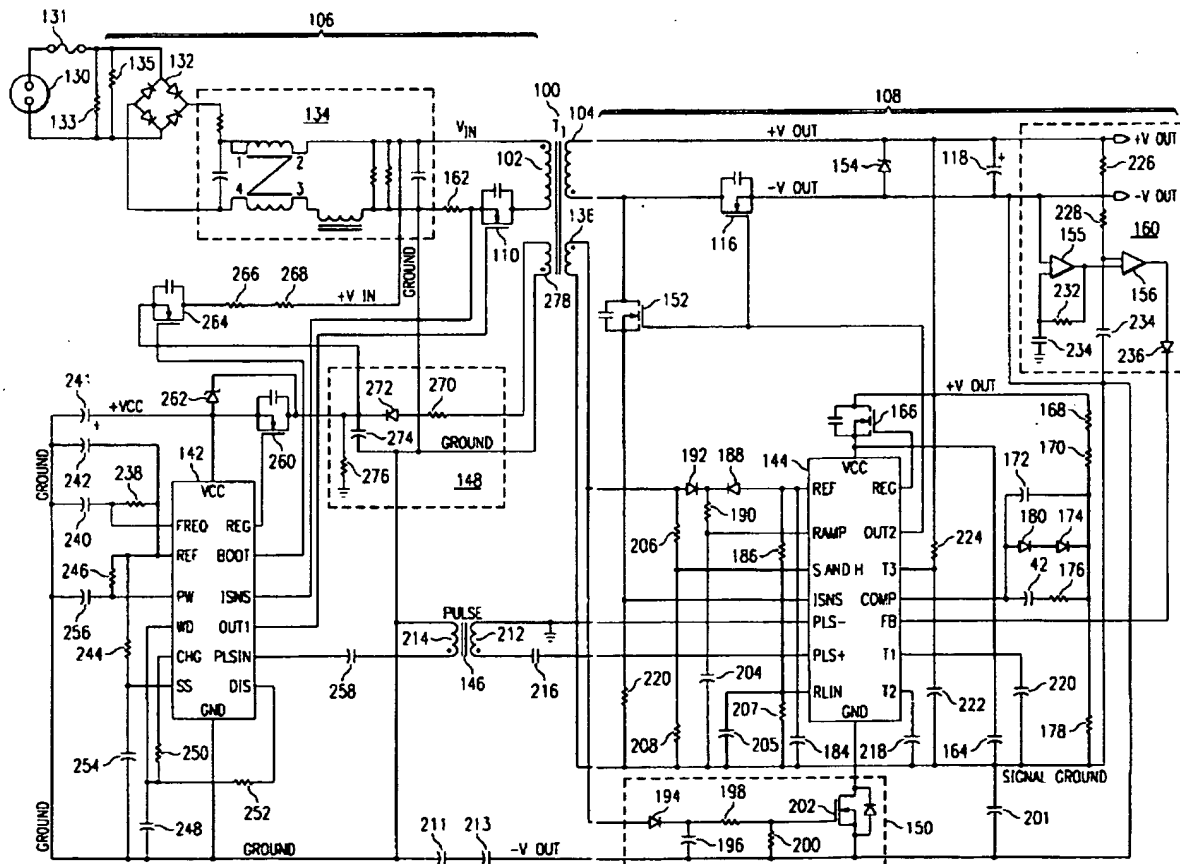 106
131
130
135
132
133
134
1
2
4
3
V IN
100
104
102
162
110
138
278
108
+V OUT
-V OUT
154
118
+
116
152
226
+V OUT
-V OUT
228
160
155
156
232
234
234
236
GROUND
266
268
+V IN
264
241
+VCC
262
260
+
242
GROUND
240
238
142
VCC
FREQ
REG
REF
BOOT
PW
ISNS
WD
OUT1
CHG
PLSIN
SS
DIS
GND
246
256
244
254
250
252
248
GROUND
GROUND
272
270
274
GROUND
276
148
258
PULSE
214
212
146
216
211
213
-V OUT
192
188
190
206
186
144
166
VCC
REF
REG
RAMP
OUT2
S AND H
T3
ISNS
COMP
PLS-
FB
PLS+
T1
RLIN
T2
GND
+V OUT
168
170
172
180
174
224
42
176
220
204
207
208
205
184
218
164
222
220
178
SIGNAL GROUND
194
198
202
196
200
150
201